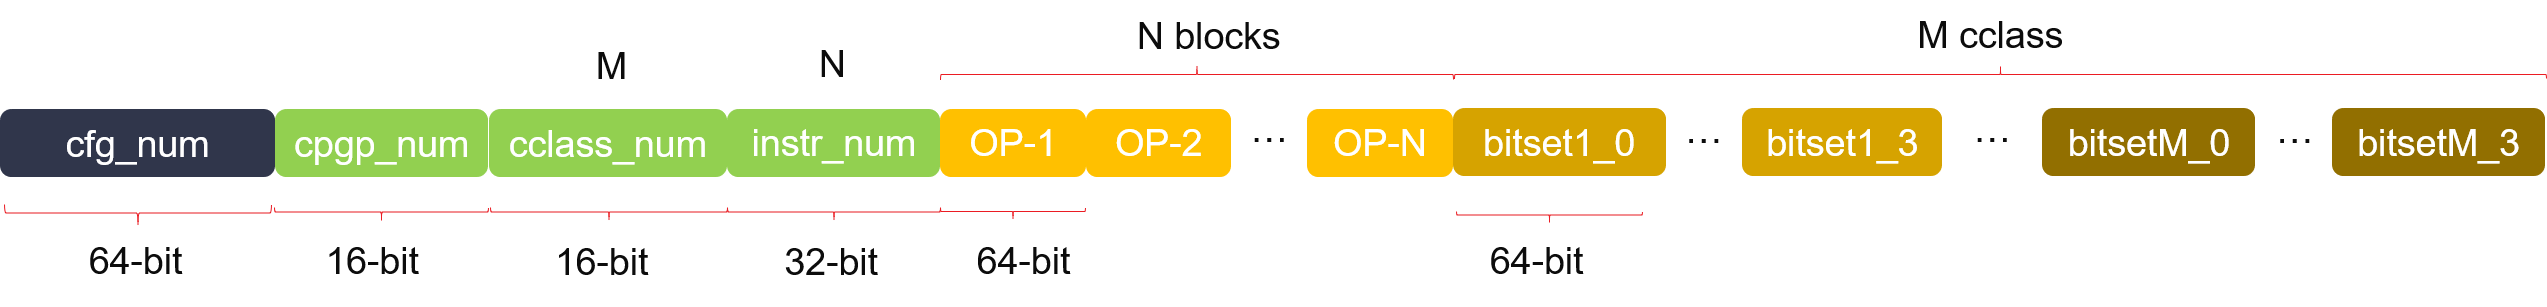 N blocks
M cclass
M
N
cfg_num
cpgp_num
cclass_num
instr_num
OP-1
OP-2
...
OP-N
bitset1_0
...
bitset1_3
...
bitsetM_0
...
bitsetM_3
64-bit
16-bit
16-bit
32-bit
64-bit
64-bit